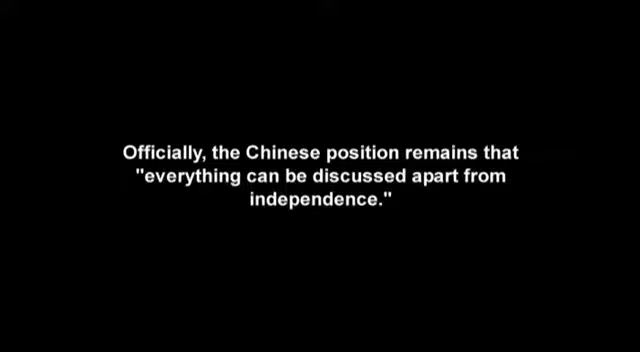 Officially, the Chinese position remains that
"everything can be discussed apart from
independence."